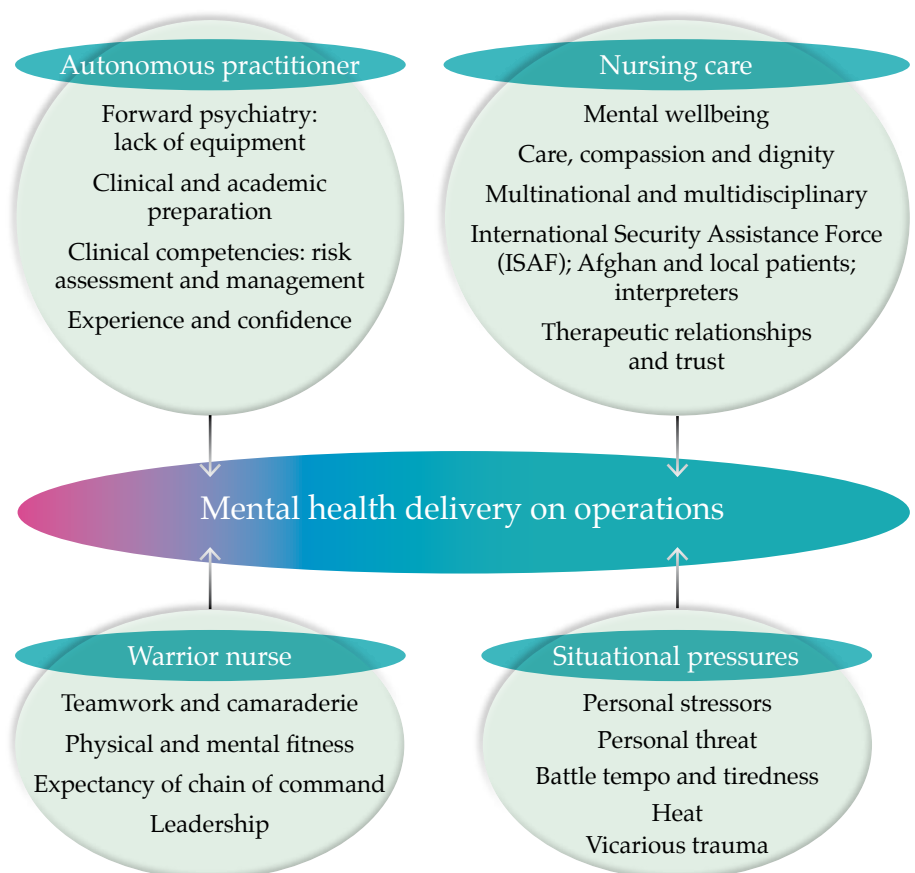 Autonomous practitioner
Forward psychiatry:
lack of equipment
Clinical and academic
preparation
Clinical competencies: risk
assessment and management
Experience and confidence
Nursing care
Mental wellbeing
Care, compassion and dignity
Multinational and multidisciplinary
International Security Assistance Force
(ISAF); Afghan and local patients;
interpreters
Therapeutic relationships
and trust
Mental health delivery on operations
Warrior nurse
Teamwork and camaraderie
Physical and mental fitness
Expectancy of chain of command
Leadership
Situational pressures
Personal stressors
Personal threat
Battle tempo and tiredness
Heat
Vicarious trauma